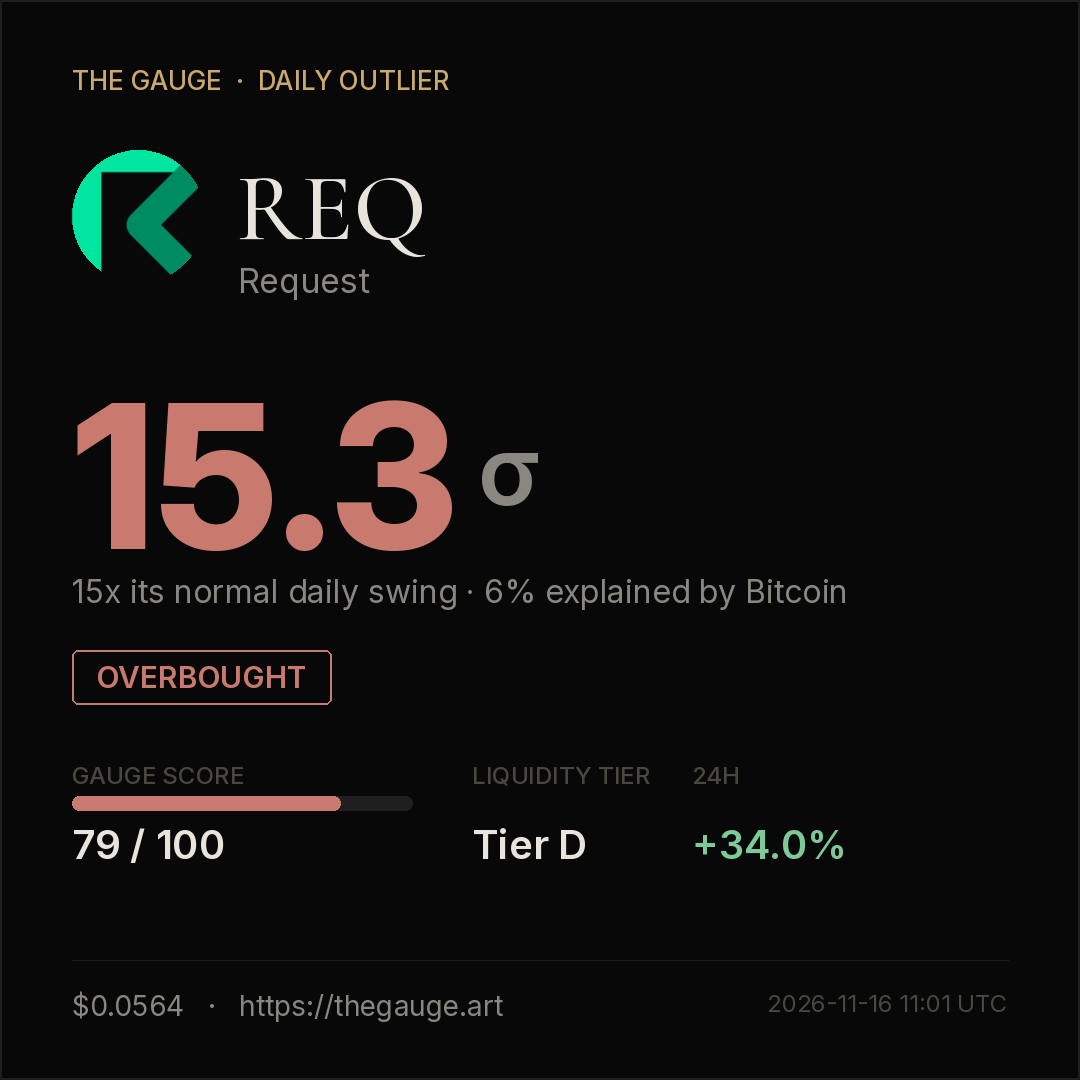 THE GAUGE · DAILY OUTLIER
REQ
Request
15.3 σ
15x its normal daily swing · 6% explained by Bitcoin
OVERBOUGHT
GAUGE SCORE LIQUIDITY TIER 24H
79 / 100 Tier D +34.0%
$0.0564 · https://thegauge.art 2026-11-16 11:01 UTC